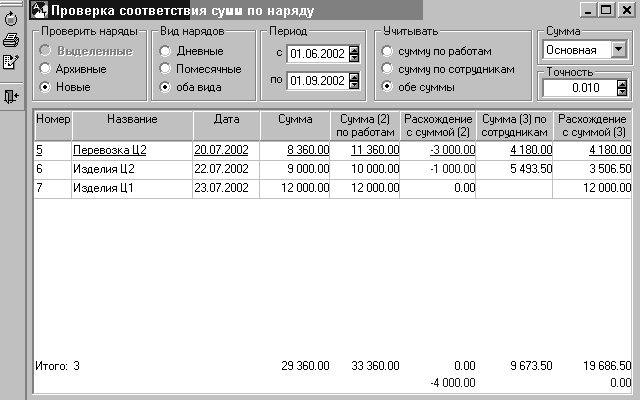 Проверка соответствия сумм по наряду
Проверить наряды
Выделенные
Архивные
Новые
Вид нарядов
Дневные
Помесячные
оба вида
Период
с 01.06.2002
по 01.09.2002
Учитывать
сумму по работам
сумму по сотрудникам
обе суммы
Сумма
Основная
Точность
0.010
Номер Название Дата Сумма Сумма (2) по работам Расхождение с суммой (2) Сумма (3) по сотрудникам Расхождение с суммой (3)
5 Перевозка Ц2 20.07.2002 8 360.00 11 360.00 -3 000.00 4 180.00 4 180.00
6 Изделия Ц2 22.07.2002 9 000.00 10 000.00 -1 000.00 5 493.50 3 506.50
7 Изделия Ц1 23.07.2002 12 000.00 12 000.00 0.00 12 000.00
Итого: 3 29 360.00 33 360.00 0.00 9 673.50 19 686.50
-4 000.00 0.00